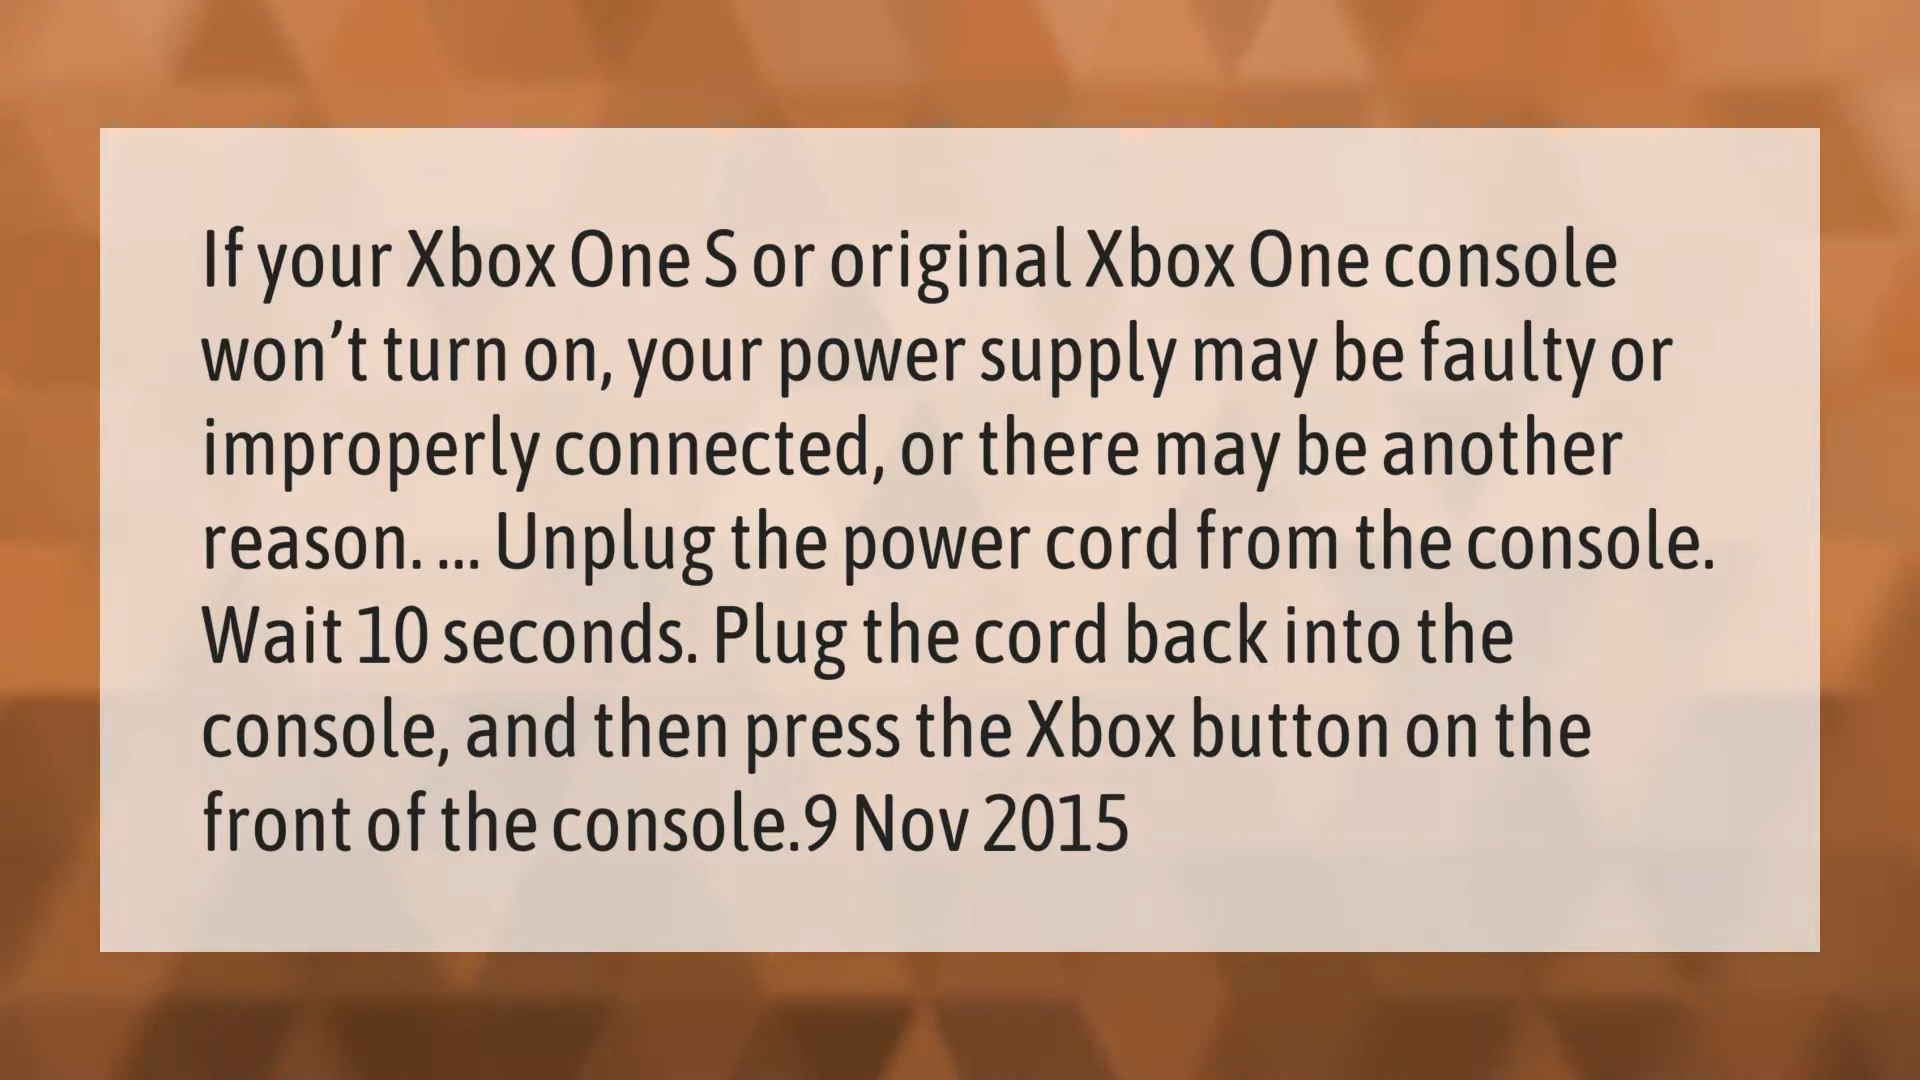 If your Xbox One S or original Xbox One console
won’t turn on, your power supply may be faulty or
improperly connected, or there may be another
reason. ... Unplug the power cord from the console.
Wait 10 seconds. Plug the cord back into the
console, and then press the Xbox button on the
front of the console.9 Nov 2015